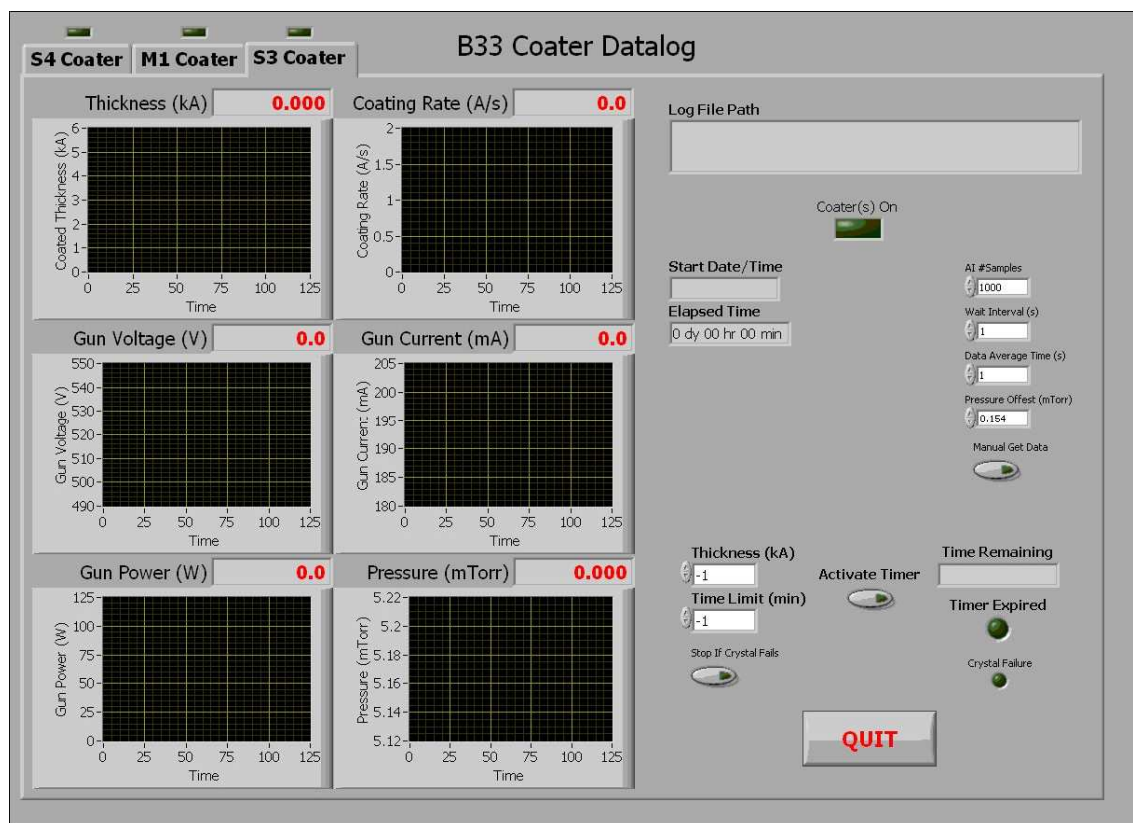 B33 Coater Datalog
S4 Coater M1 Coater S3 Coater
Thickness (kA) 0.000
Coated Thickness (kA)
6
5
4
3
2
1
0
0 25 50 75 100 125
Time
Coating Rate (A/s) 0.0
Coating Rate (A/s)
2
1.5
1
0.5
0
0 25 50 75 100 125
Time
Gun Voltage (V) 0.0
Gun Voltage (V)
550
540
530
520
510
500
490
0 25 50 75 100 125
Time
Gun Current (mA) 0.0
Gun Current (mA)
205
200
195
190
185
180
0 25 50 75 100 125
Time
Gun Power (W) 0.0
Gun Power (W)
125
100
75
50
25
0
0 25 50 75 100 125
Time
Pressure (mTorr) 0.000
Pressure (mTorr)
5.22
5.2
5.18
5.16
5.14
5.12
0 25 50 75 100 125
Time
Log File Path
Coater(s) On
Start Date/Time
Elapsed Time
0 dy 00 hr 00 min
AI #Samples
1000
Wait Interval (s)
1
Data Average Time (s)
1
Pressure Offest (mTorr)
0.154
Manual Get Data
Thickness (kA)
-1
Time Limit (min)
-1
Stop If Crystal Fails
Activate Timer
Time Remaining
Timer Expired
Crystal Failure
QUIT